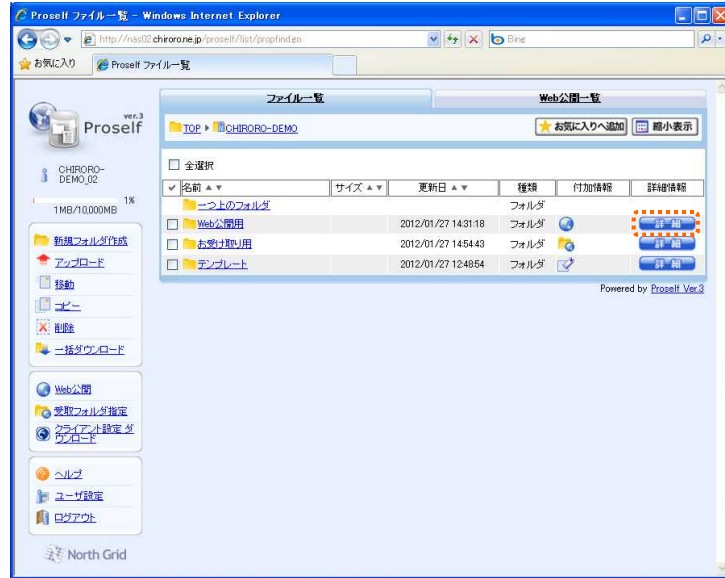 Proself ファイル一覧 - Windows Internet Explorer
http://nas02.chirorone.jp/proself/list/propfind.go
Bing
お気に入り
Proself ファイル一覧
ver.3
Proself
CHIRORO-
DEMO_02
1%
1MB/10,000MB
新規フォルダ作成
アップロード
移動
コピー
削除
一括ダウンロード
Web公開
受取フォルダ指定
クライアント設定 ダ
ウンロード
ヘルプ
ユーザ設定
ログアウト
North Grid
ファイル一覧
Web公開一覧
TOP
CHIRORO-DEMO
お気に入りへ追加
縮小表示
全選択
名前 ▲▼ サイズ ▲▼ 更新日 ▲▼ 種類 付加情報 詳細情報
一つ上のフォルダ フォルダ
Web公開用 2012/01/27 14:31:18 フォルダ 詳 細
お受け取り用 2012/01/27 14:54:43 フォルダ 詳 細
テンプレート 2012/01/27 12:48:54 フォルダ 詳 細
Powered by Proself Ver.3